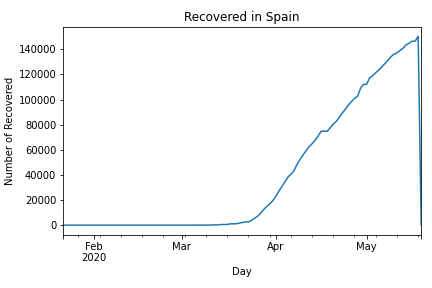 Recovered in Spain
Number of Recovered
140000
120000
100000
80000
60000
40000
20000
0
Feb
2020
Mar
Apr
May
Day